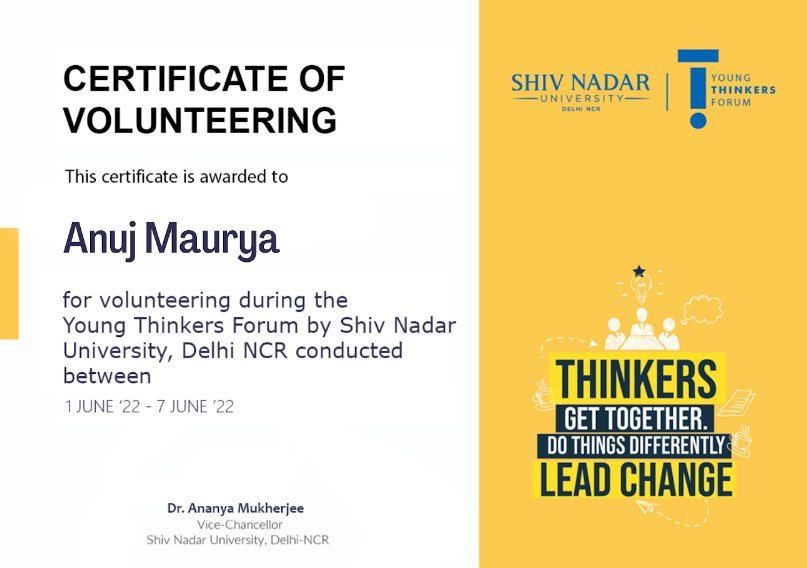 CERTIFICATE OF
VOLUNTEERING
This certificate is awarded to
Anuj Maurya
for volunteering during the
Young Thinkers Forum by Shiv Nadar
University, Delhi NCR conducted
between
1 JUNE ‘22 - 7 JUNE ’22
Dr. Ananya Mukherjee
Vice-Chancellor
Shiv Nadar University, Delhi-NCR
SHIV NADAR
UNIVERSITY
DELHI NCR
YOUNG
THINKERS
FORUM
THINKERS
GET TOGETHER.
DO THINGS DIFFERENTLY
LEAD CHANGE